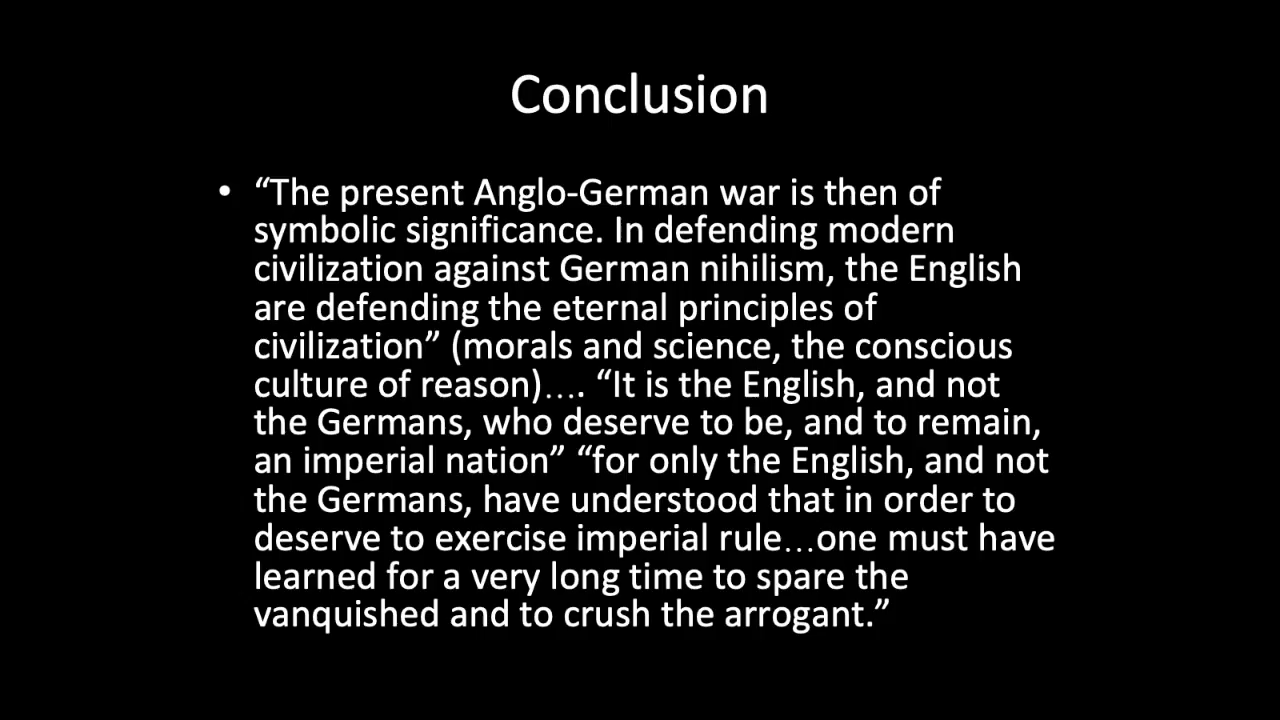 Conclusion
• “The present Anglo-German war is then of
symbolic significance. In defending modern
civilization against German nihilism, the English
are defending the eternal principles of
civilization” (morals and science, the conscious
culture of reason)…. “It is the English, and not
the Germans, who deserve to be, and to remain,
an imperial nation” “for only the English, and not
the Germans, have understood that in order to
deserve to exercise imperial rule…one must have
learned for a very long time to spare the
vanquished and to crush the arrogant.”